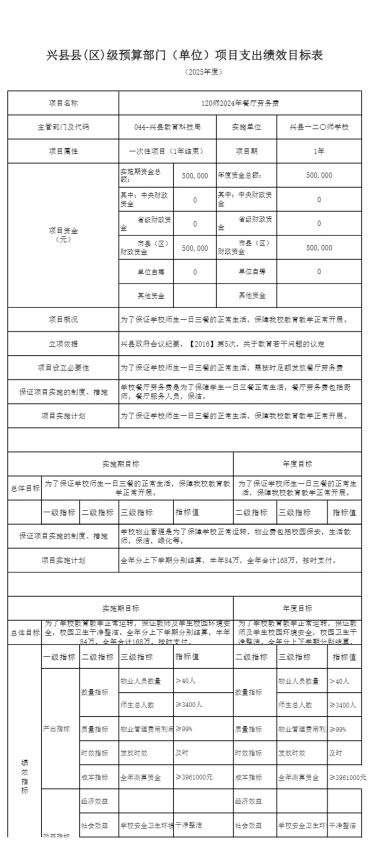 兴县县(区)级预算部门（单位）项目支出绩效目标表
（2025年度）
项目名称 120师2024年餐厅劳务费
主管部门及代码 044-兴县教育科技局 实施单位 兴县一二〇师学校
项目属性 一次性项目（1年结束） 项目期 1年
项目资金
（元）
实施期资金总额： 500,000 年度资金总额： 500,000
其中：中央财政资金 0 其中：中央财政资金 0
省级财政资金 0 省级财政资金 0
市县（区）财政资金 500,000 市县（区）财政资金 500,000
单位自筹 0 单位自筹 0
其他资金 其他资金
项目概况 为了保证学校师生一日三餐的正常生活，保障我校教育教学正常开展。
立项依据 兴县政府会议纪要，【2016】第5次，关于教育若干问题的议定
项目设立必要性 为了保证学校师生一日三餐的正常生活，需按时足额发放餐厅劳务费
保证项目实施的制度、措施 学校餐厅劳务费是为了保障学生一日三餐正常生活，餐厅劳务费包括厨师，餐厅服务人员，保洁。
项目实施计划 为了保证学校师生一日三餐的正常生活，保障我校教育教学正常开展。
实施期目标 年度目标
总体目标 为了保证学校师生一日三餐的正常生活，保障我校教育教学正常开展。 为了保证学校师生一日三餐的正常生活，保障我校教育教学正常开展。
一级指标 二级指标 三级指标 指标值 二级指标 三级指标 指标值
保证项目实施的制度、措施 学校物业管理是为了保障学校正常运转，物业费包括校园保安，生活教师，保洁，绿化等。
项目实施计划 全年分上下学期分别结算，半年84万，全年合计168万，按时支付。
实施期目标 年度目标
总体目标 为了学校教育教学正常运转，保证教师及学生校园环境安全，校园卫生干净整洁。全年分上下学期分别结算，半年84万，全年合计168万，按时支付。 为了学校教育教学正常运转，保证教师及学生校园环境安全，校园卫生干净整洁。全年分上下学期分别结算
绩效指标
一级指标 二级指标 三级指标 指标值 二级指标 三级指标 指标值
产出指标
数量指标 物业人员数量 >40人 数量指标 物业人员数量 >40人
师生总人数 ≥3400人 师生总人数 ≥3400人
质量指标 物业管理费用利用 ≥99% 质量指标 物业管理费用利 ≥99%
时效指标 发放时效 及时 时效指标 发放时效 及时
成本指标 全年测算资金 ≥3961000元 成本指标 全年测算资金 ≥3961000元
经济效益 经济效益
社会效益 学校安全卫生环境 干净整洁 社会效益 学校安全卫生环 干净整洁
效益指标